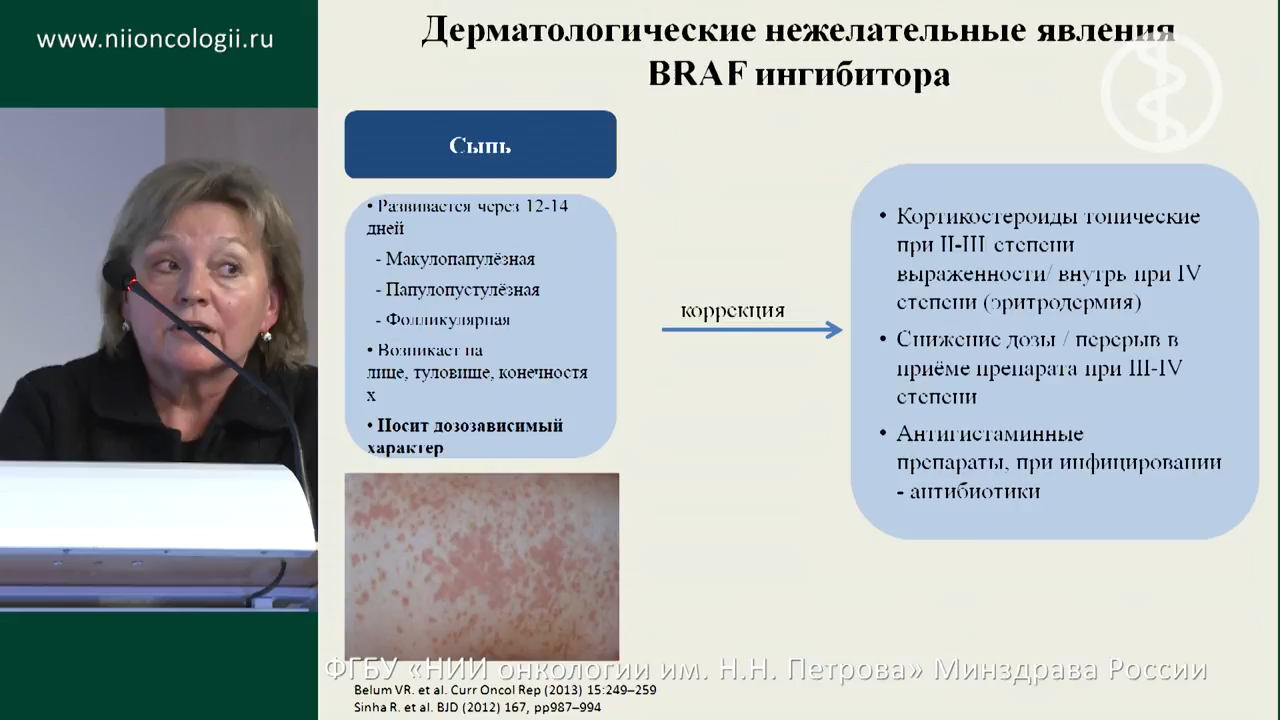 www.niioncologii.ru
Дерматологические нежелательные явления
BRAF ингибитора
Сыпь
• Развивается через 12-14
дней
- Макулопапулёзная
- Папулопустулёзная
- Фолликулярная
• Возникает на
лице, туловище, конечностя
х
• Носит дозозависимый
характер
коррекция
• Кортикостероиды топические
при II-III степени
выраженности/ внутрь при IV
степени (эритродермия)
• Снижение дозы / перерыв в
приёме препарата при III-IV
степени
• Антигистаминные
препараты, при инфицировании
- антибиотики
ФГБУ «НИИ онкологии им. Н.Н. Петрова» Минздрава России
Belum VR. et al. Curr Oncol Rep (2013) 15:249–259
Sinha R. et al. BJD (2012) 167, pp987–994